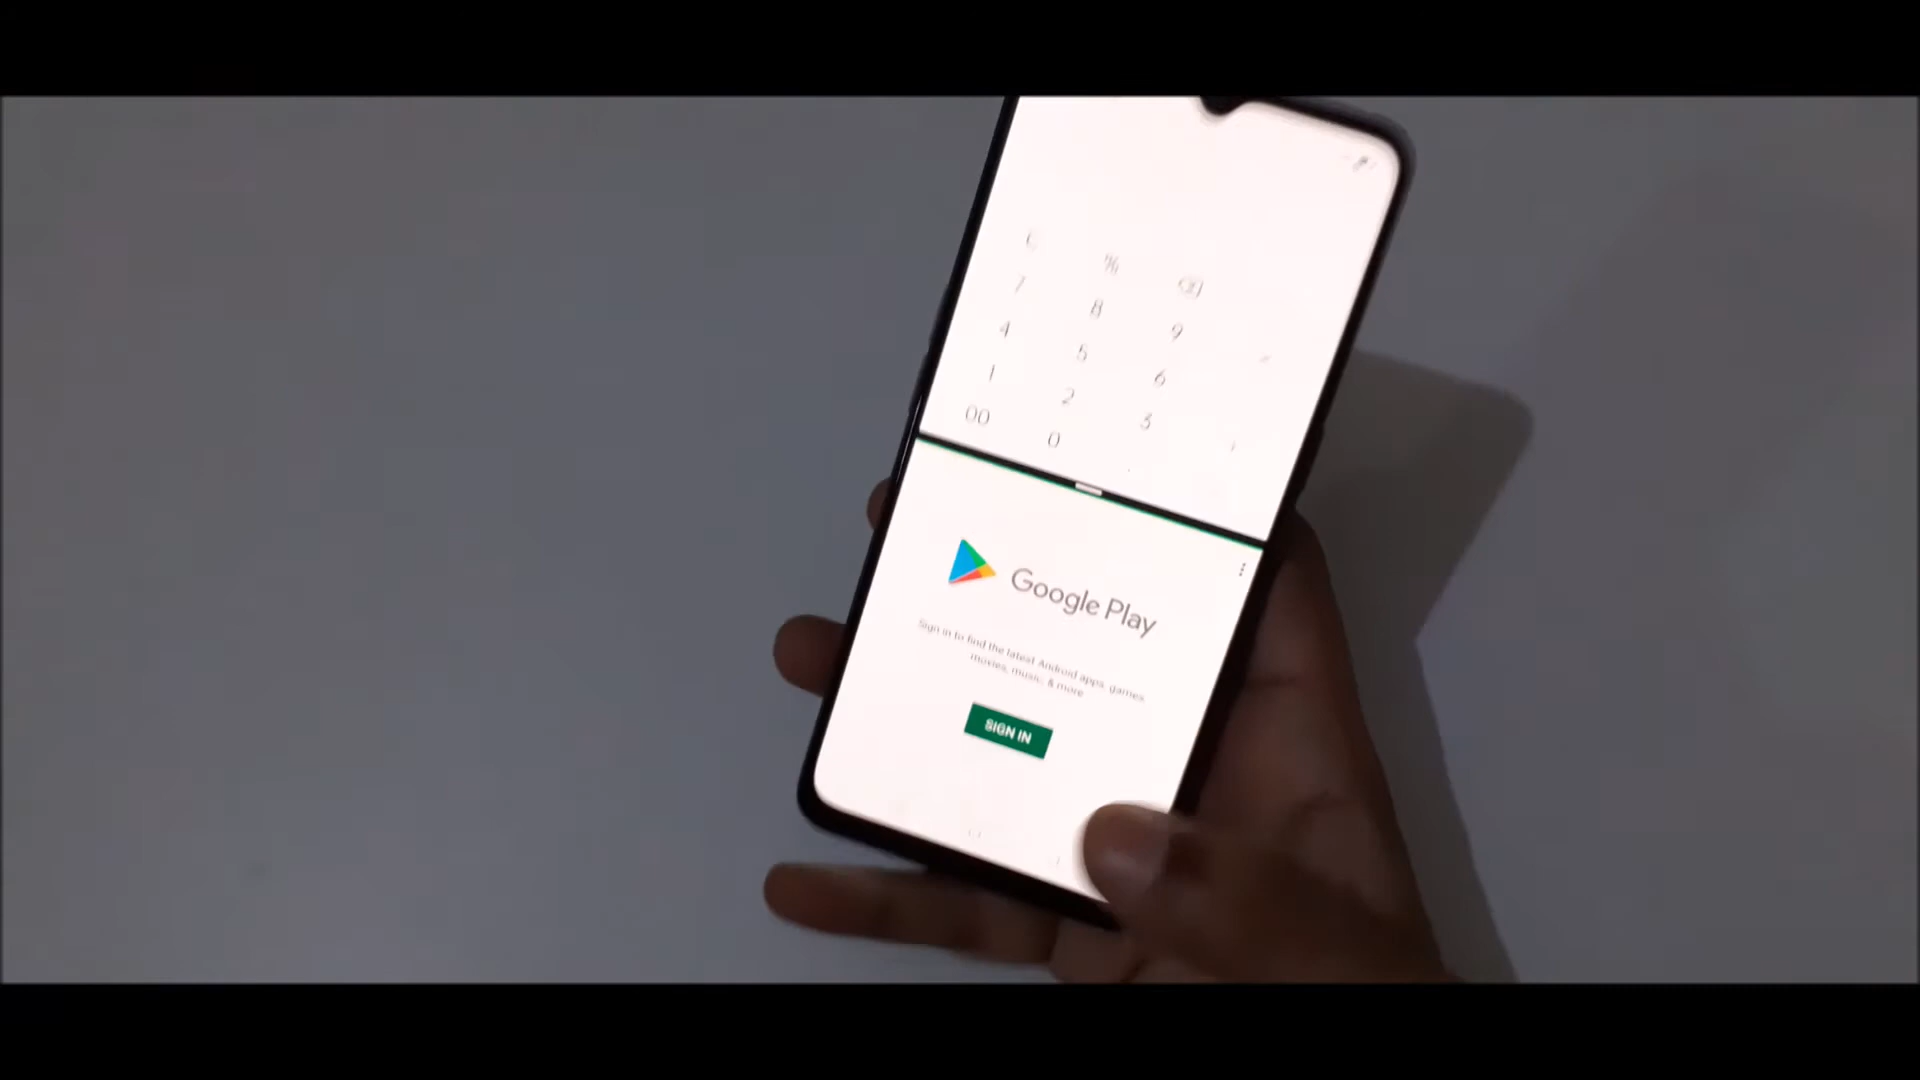 C % 
7 8 9
4 5 6
1 2 3
00 0 .
Google Play
Sign in to find the latest Android apps, games,
movies, music, & more
SIGN IN